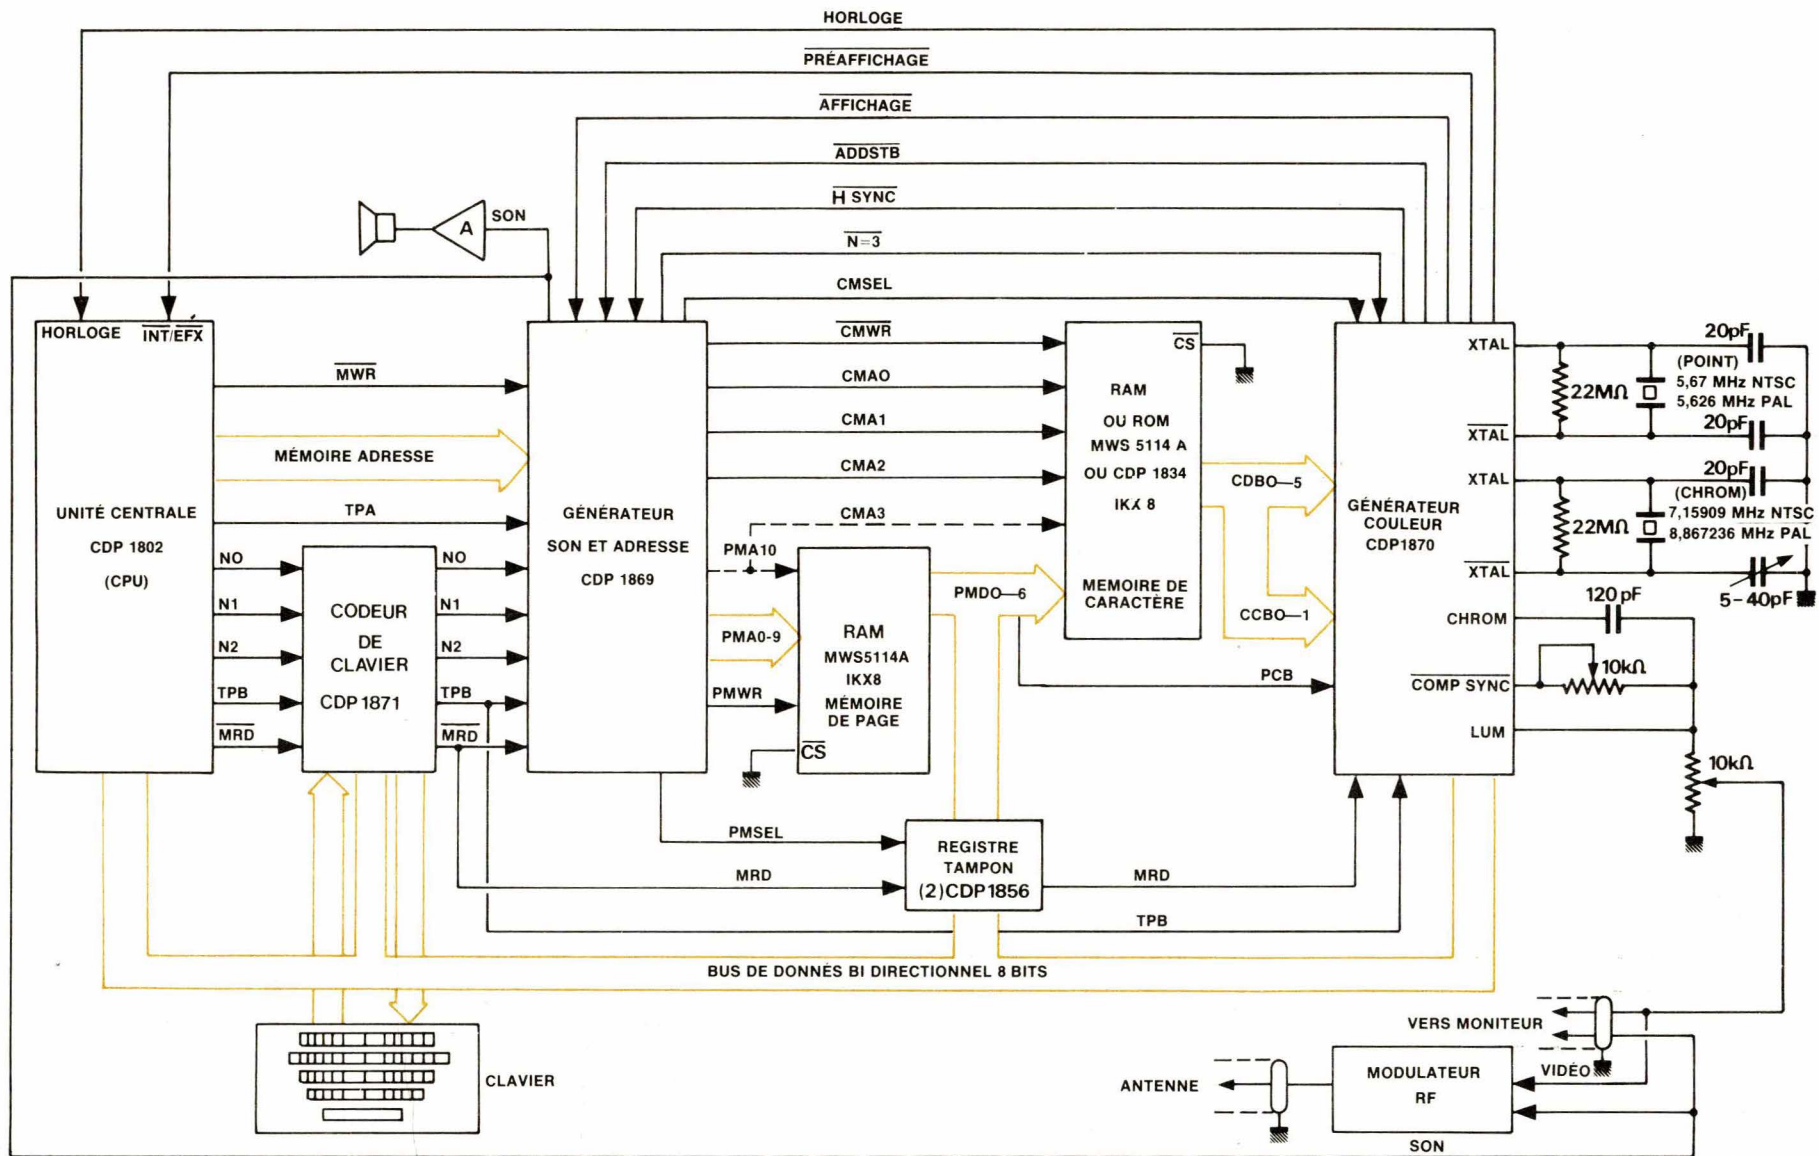 HORLOGE
PRÉAFFICHAGE
AFFICHAGE
ADDSTB
H SYNC
N=3
CMSEL
SON
A
HORLOGE
INT/EFX
MWR
MÉMOIRE ADRESSE
UNITÉ CENTRALE
CDP 1802
(CPU)
TPA
NO
N1
N2
TPB
MRD
CODEUR
DE
CLAVIER
CDP 1871
NO
N1
N2
TPB
MRD
GÉNÉRATEUR
SON ET ADRESSE
CDP 1869
CMWR
CMAO
CMA1
CMA2
CMA3
PMA10
PMA0-9
PMWR
RAM
MWS5114A
IKX8
MÉMOIRE
DE PAGE
CS
PMDO—6
CS
RAM
OU ROM
MWS 5114 A
OU CDP 1834
IKX 8
MEMOIRE DE
CARACTÈRE
CDBO—5
CCBO—1
PCB
GÉNÉRATEUR
COULEUR
CDP1870
XTAL
XTAL
XTAL
XTAL
CHROM
COMP SYNC
LUM
20pF
(POINT)
5,67 MHz NTSC
5,626 MHz PAL
22MΩ
20pF
20pF
(CHROM)
7,15909 MHz NTSC
8,867236 MHz PAL
22MΩ
5-40pF
120 pF
10kΩ
10kΩ
PMSEL
MRD
REGISTRE
TAMPON
(2)CDP1856
MRD
TPB
BUS DE DONNÉS BI DIRECTIONNEL 8 BITS
CLAVIER
VERS MONITEUR
VIDÉO
ANTENNE
MODULATEUR
RF
SON